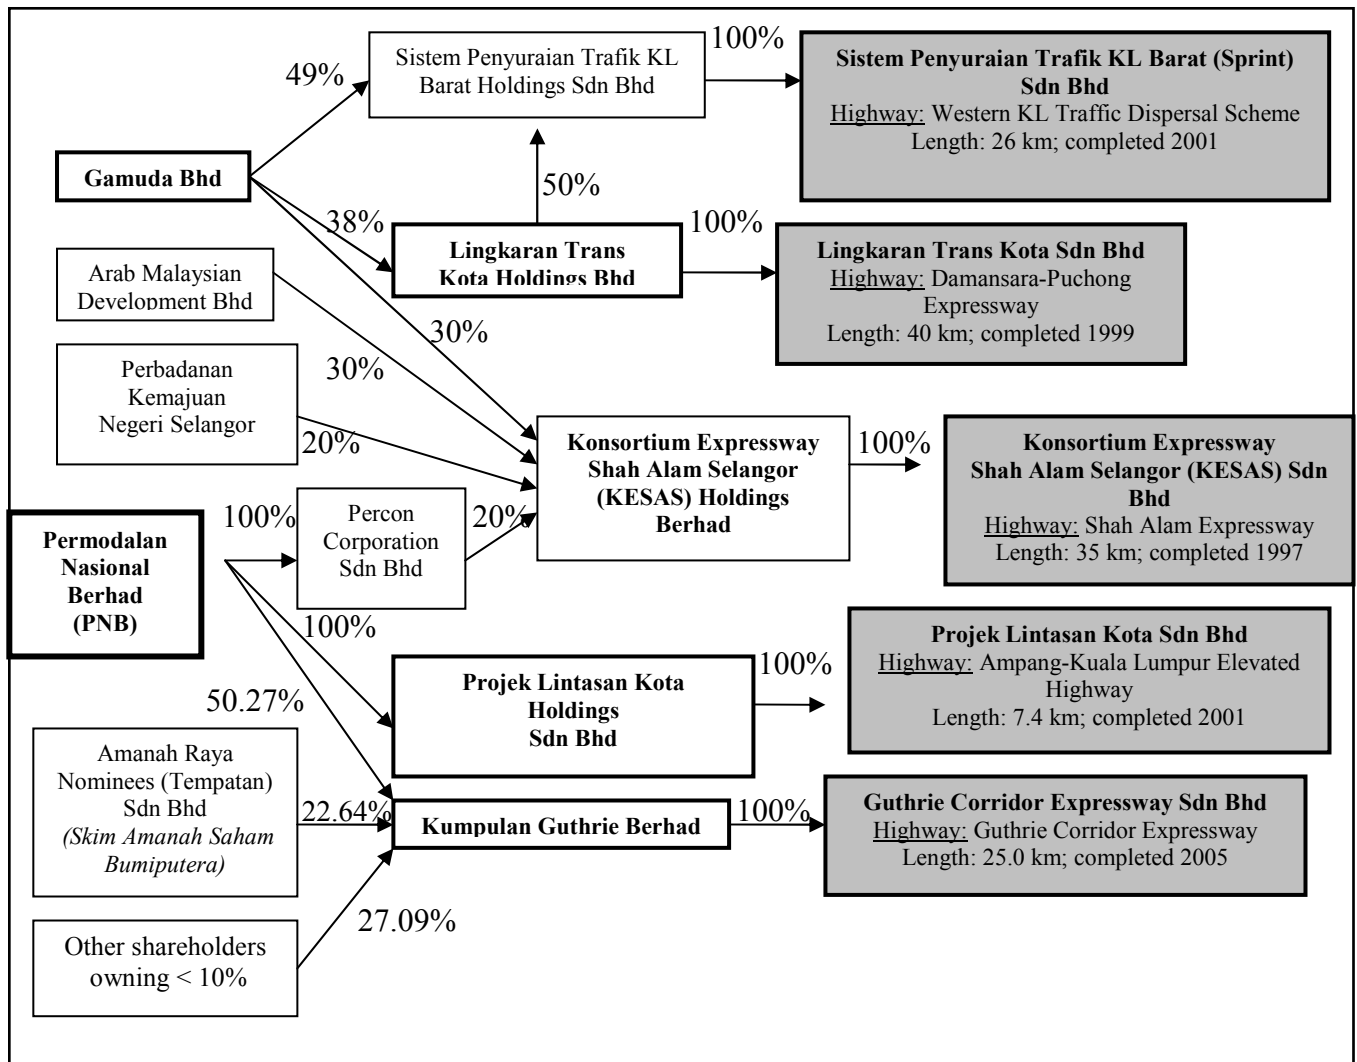 Sistem Penyuraian Trafik KL
Barat Holdings Sdn Bhd
100%
Sistem Penyuraian Trafik KL Barat (Sprint)
Sdn Bhd
Highway: Western KL Traffic Dispersal Scheme
Length: 26 km; completed 2001
49%
Gamuda Bhd
50%
38%
Lingkaran Trans
Kota Holdings Bhd
100%
Lingkaran Trans Kota Sdn Bhd
Highway: Damansara-Puchong
Expressway
Length: 40 km; completed 1999
Arab Malaysian
Development Bhd
30%
30%
Perbadanan
Kemajuan
Negeri Selangor
20%
Konsortium Expressway
Shah Alam Selangor
(KESAS) Holdings
Berhad
100%
Konsortium Expressway
Shah Alam Selangor (KESAS) Sdn
Bhd
Highway: Shah Alam Expressway
Length: 35 km; completed 1997
Permodalan
Nasional
Berhad
(PNB)
100%
Percon
Corporation
Sdn Bhd
20%
100%
Projek Lintasan Kota
Holdings
Sdn Bhd
100%
Projek Lintasan Kota Sdn Bhd
Highway: Ampang-Kuala Lumpur Elevated
Highway
Length: 7.4 km; completed 2001
50.27%
Amanah Raya
Nominees (Tempatan)
Sdn Bhd
(Skim Amanah Saham
Bumiputera)
22.64%
Kumpulan Guthrie Berhad
100%
Guthrie Corridor Expressway Sdn Bhd
Highway: Guthrie Corridor Expressway
Length: 25.0 km; completed 2005
27.09%
Other shareholders
owning < 10%